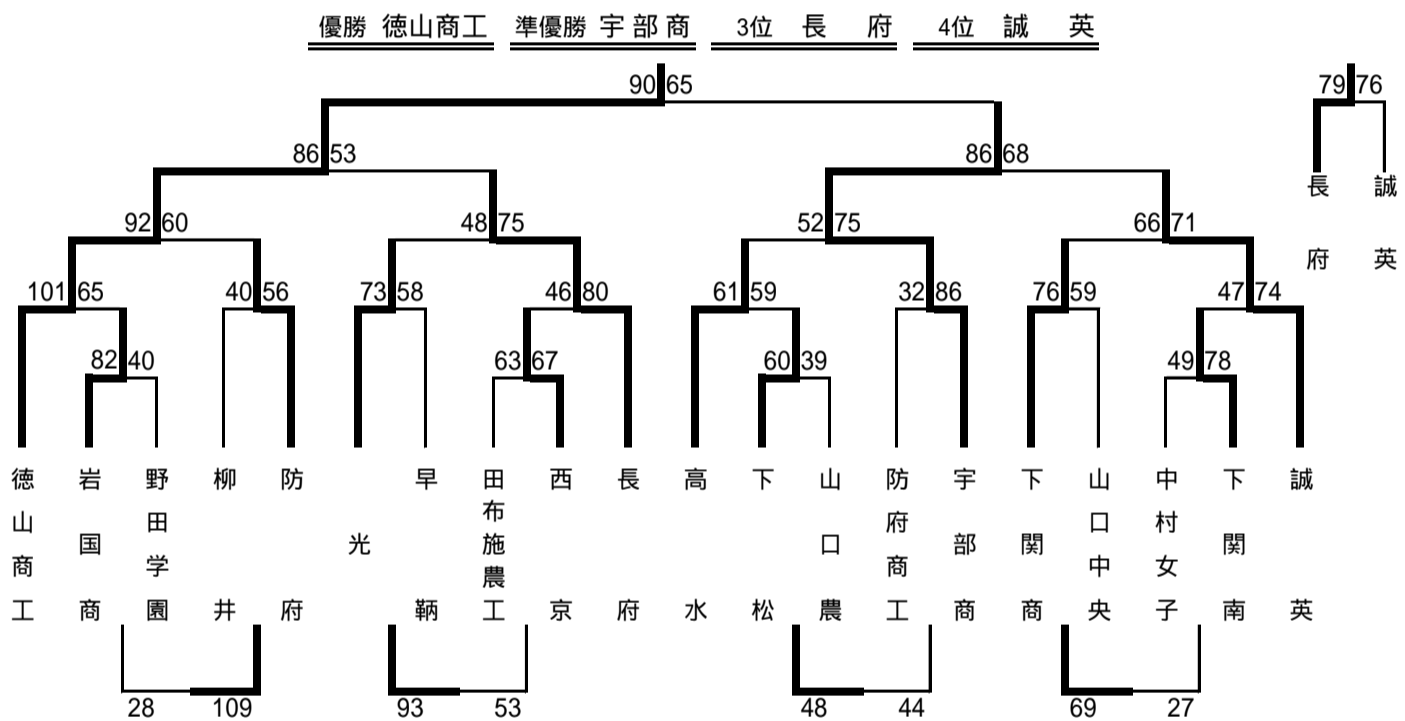 優勝 徳山商工 準優勝 宇部商 3位 長府 4位 誠英
90 65
79 76
86 53
86 68
長府
誠英
92 60
48 75
52 75
66 71
101 65
40 56
73 58
46 80
61 59
32 86
76 59
47 74
82 40
63 67
60 39
49 78
徳山商工
岩国商
野田学園
柳井
防府
光
早鞆
田布施農工
西京
長府
高水
下松
山口農
防府商工
宇部商
下関商
山口中央
中村女子
下関南
誠英
28 109
93 53
48 44
69 27